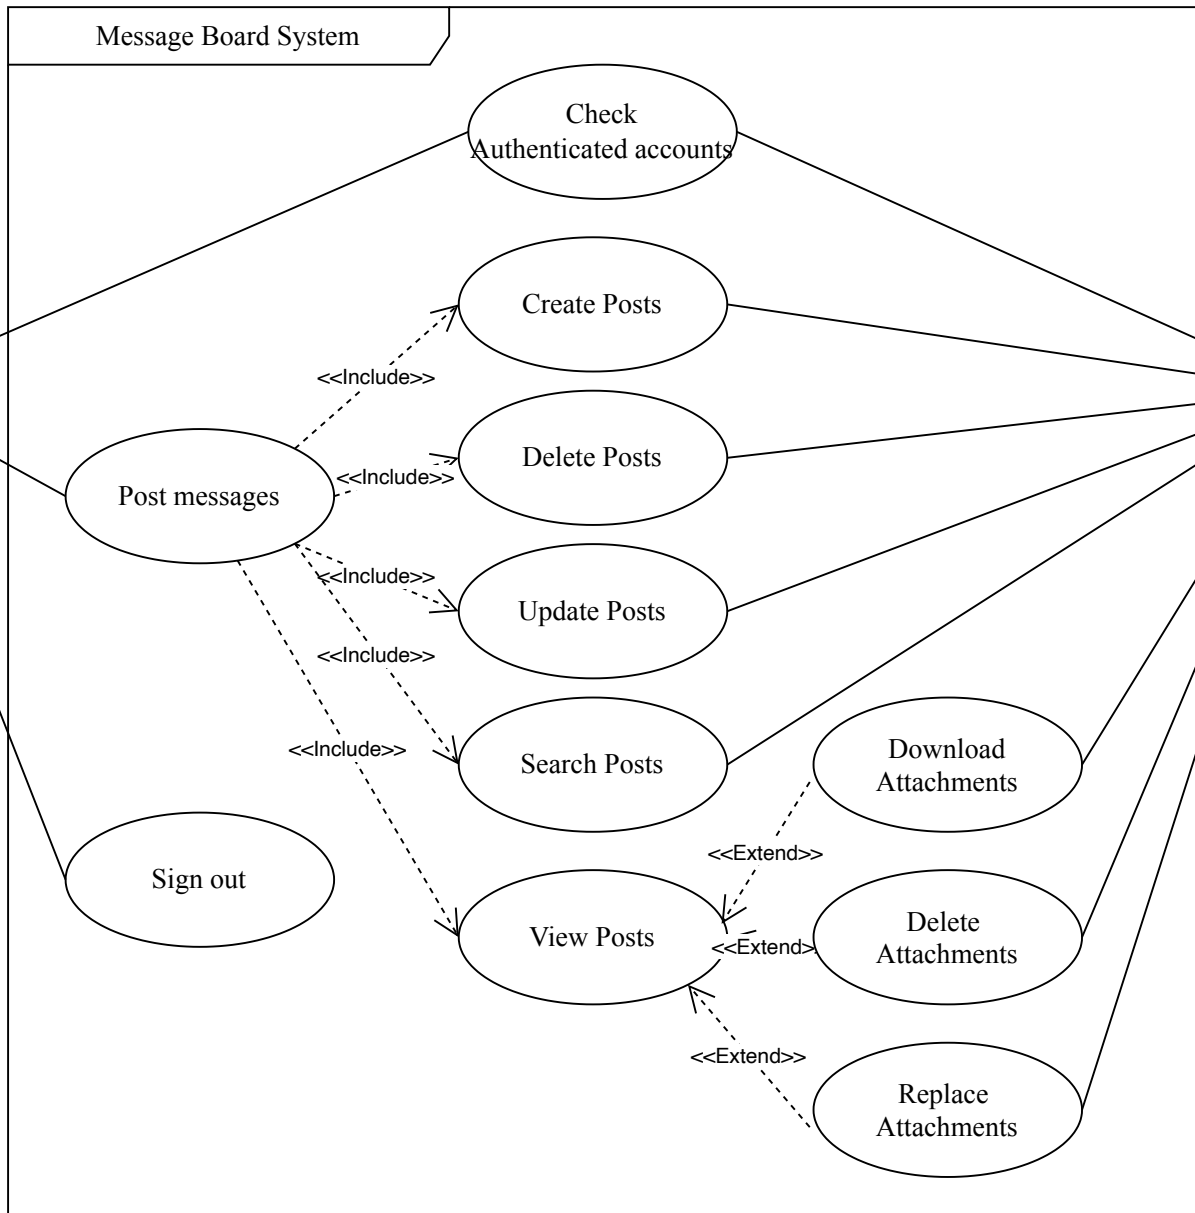 Message Board System
Check
Authenticated accounts
Create Posts
<<Include>>
Delete Posts
<<Include>>
Post messages
<<Include>>
Update Posts
<<Include>>
Search Posts
<<Include>>
Download
Attachments
<<Extend>>
Sign out
View Posts
<<Extend>>
Delete
Attachments
<<Extend>>
Replace
Attachments